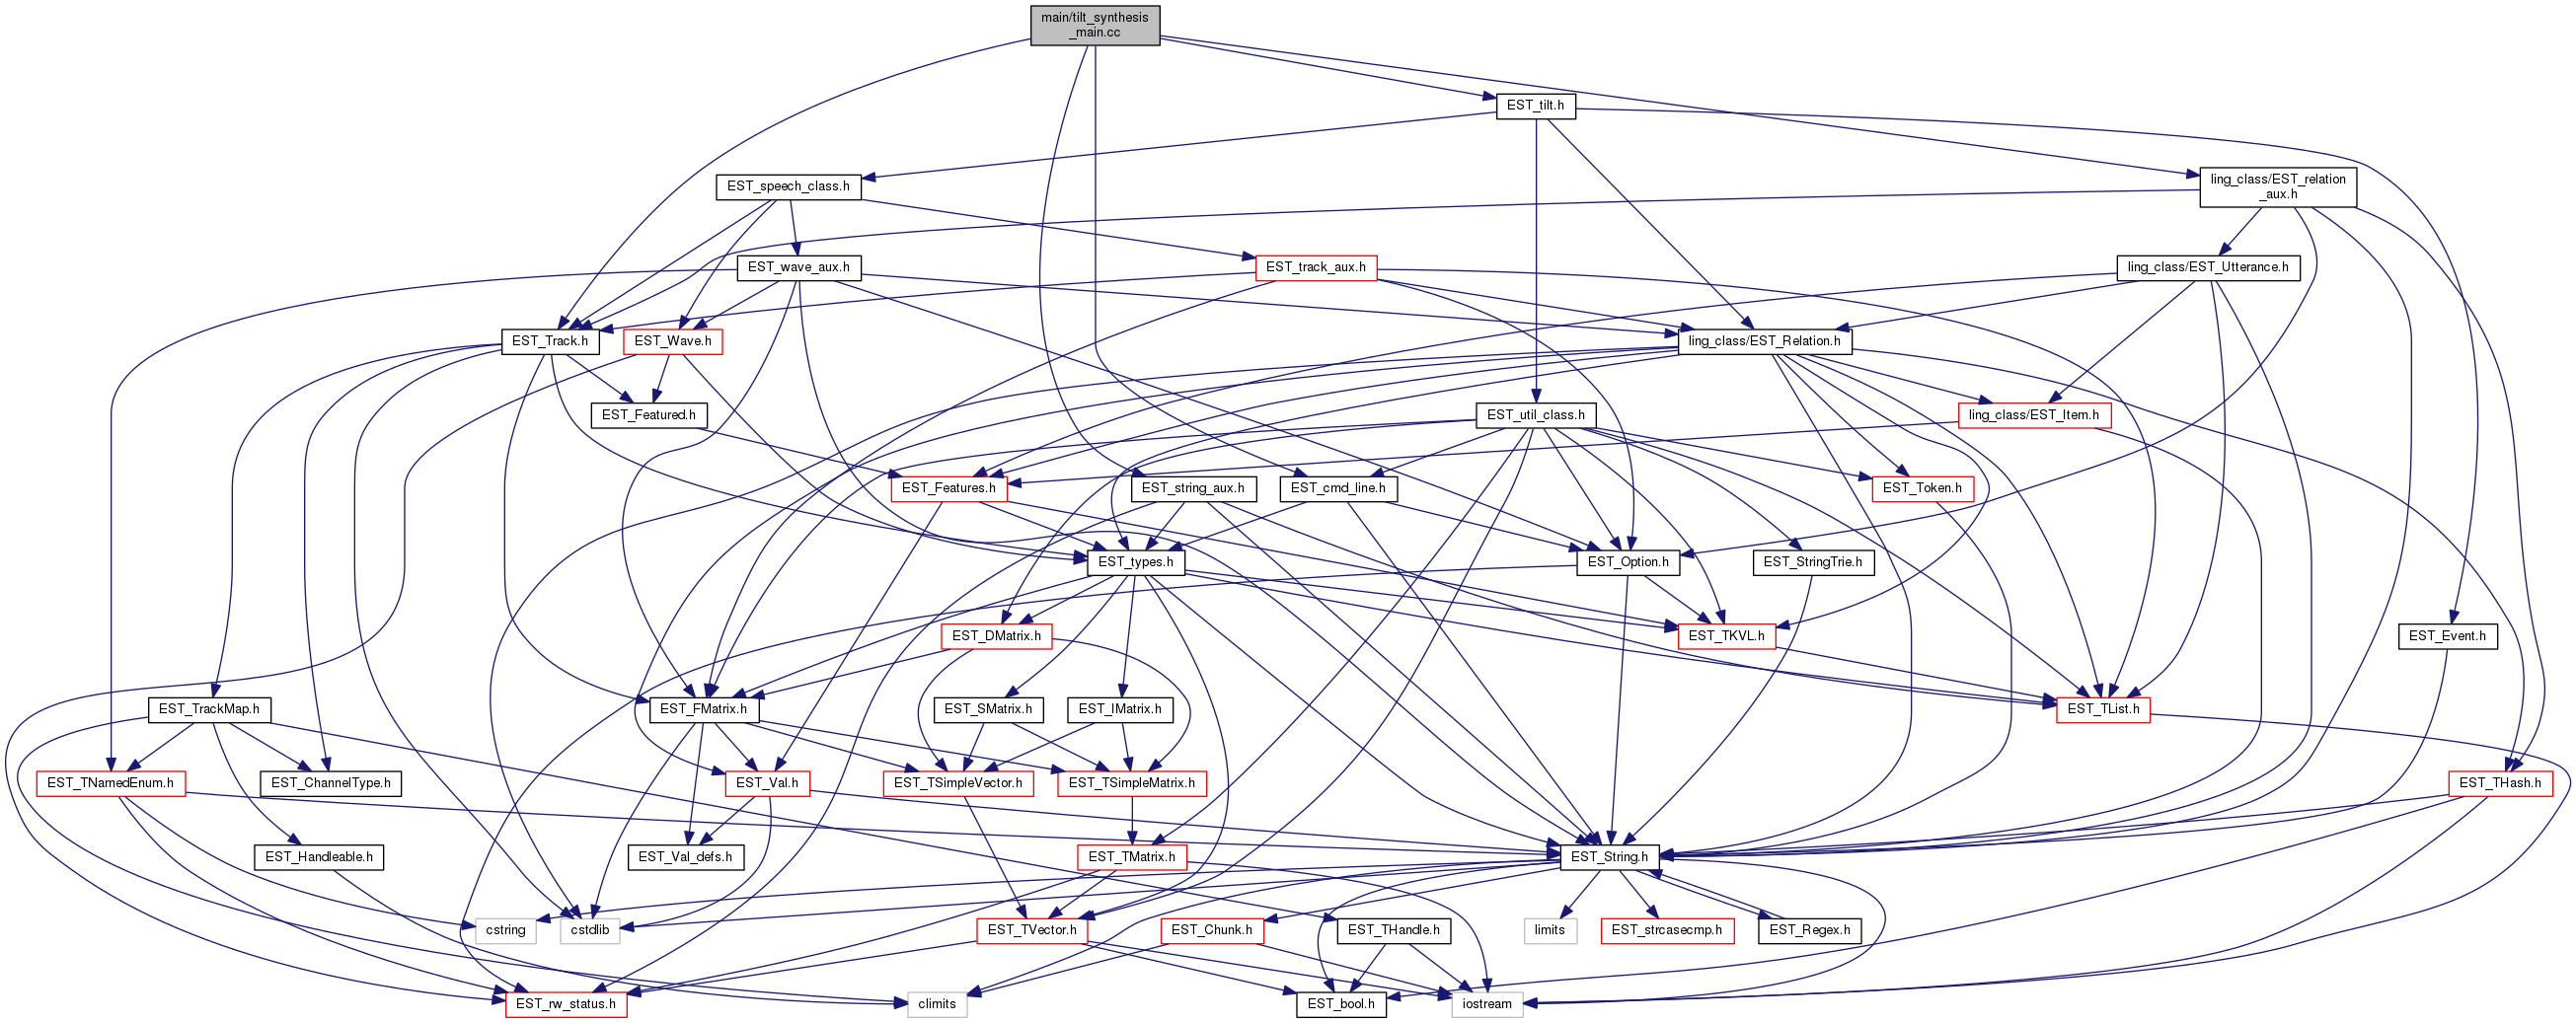 main/tilt_synthesis
_main.cc
EST_tilt.h
EST_speech_class.h
ling_class/EST_relation
_aux.h
EST_wave_aux.h
EST_track_aux.h
ling_class/EST_Utterance.h
EST_Track.h
EST_Wave.h
ling_class/EST_Relation.h
EST_Featured.h
EST_util_class.h
ling_class/EST_Item.h
EST_Features.h
EST_string_aux.h
EST_cmd_line.h
EST_Token.h
EST_types.h
EST_Option.h
EST_StringTrie.h
EST_DMatrix.h
EST_TKVL.h
EST_Event.h
EST_TrackMap.h
EST_FMatrix.h
EST_SMatrix.h
EST_IMatrix.h
EST_TList.h
EST_TNamedEnum.h
EST_ChannelType.h
EST_Val.h
EST_TSimpleVector.h
EST_TSimpleMatrix.h
EST_THash.h
EST_Handleable.h
EST_Val_defs.h
EST_TMatrix.h
EST_String.h
cstring
cstdlib
EST_TVector.h
EST_Chunk.h
EST_THandle.h
limits
EST_strcasecmp.h
EST_Regex.h
EST_rw_status.h
climits
EST_bool.h
iostream